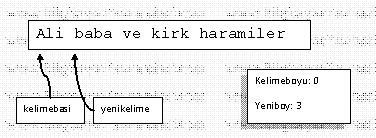 Ali baba ve kirk haramiler
Kelimeboyu: 0
Yeniboy: 3
kelimebasi
yenikelime